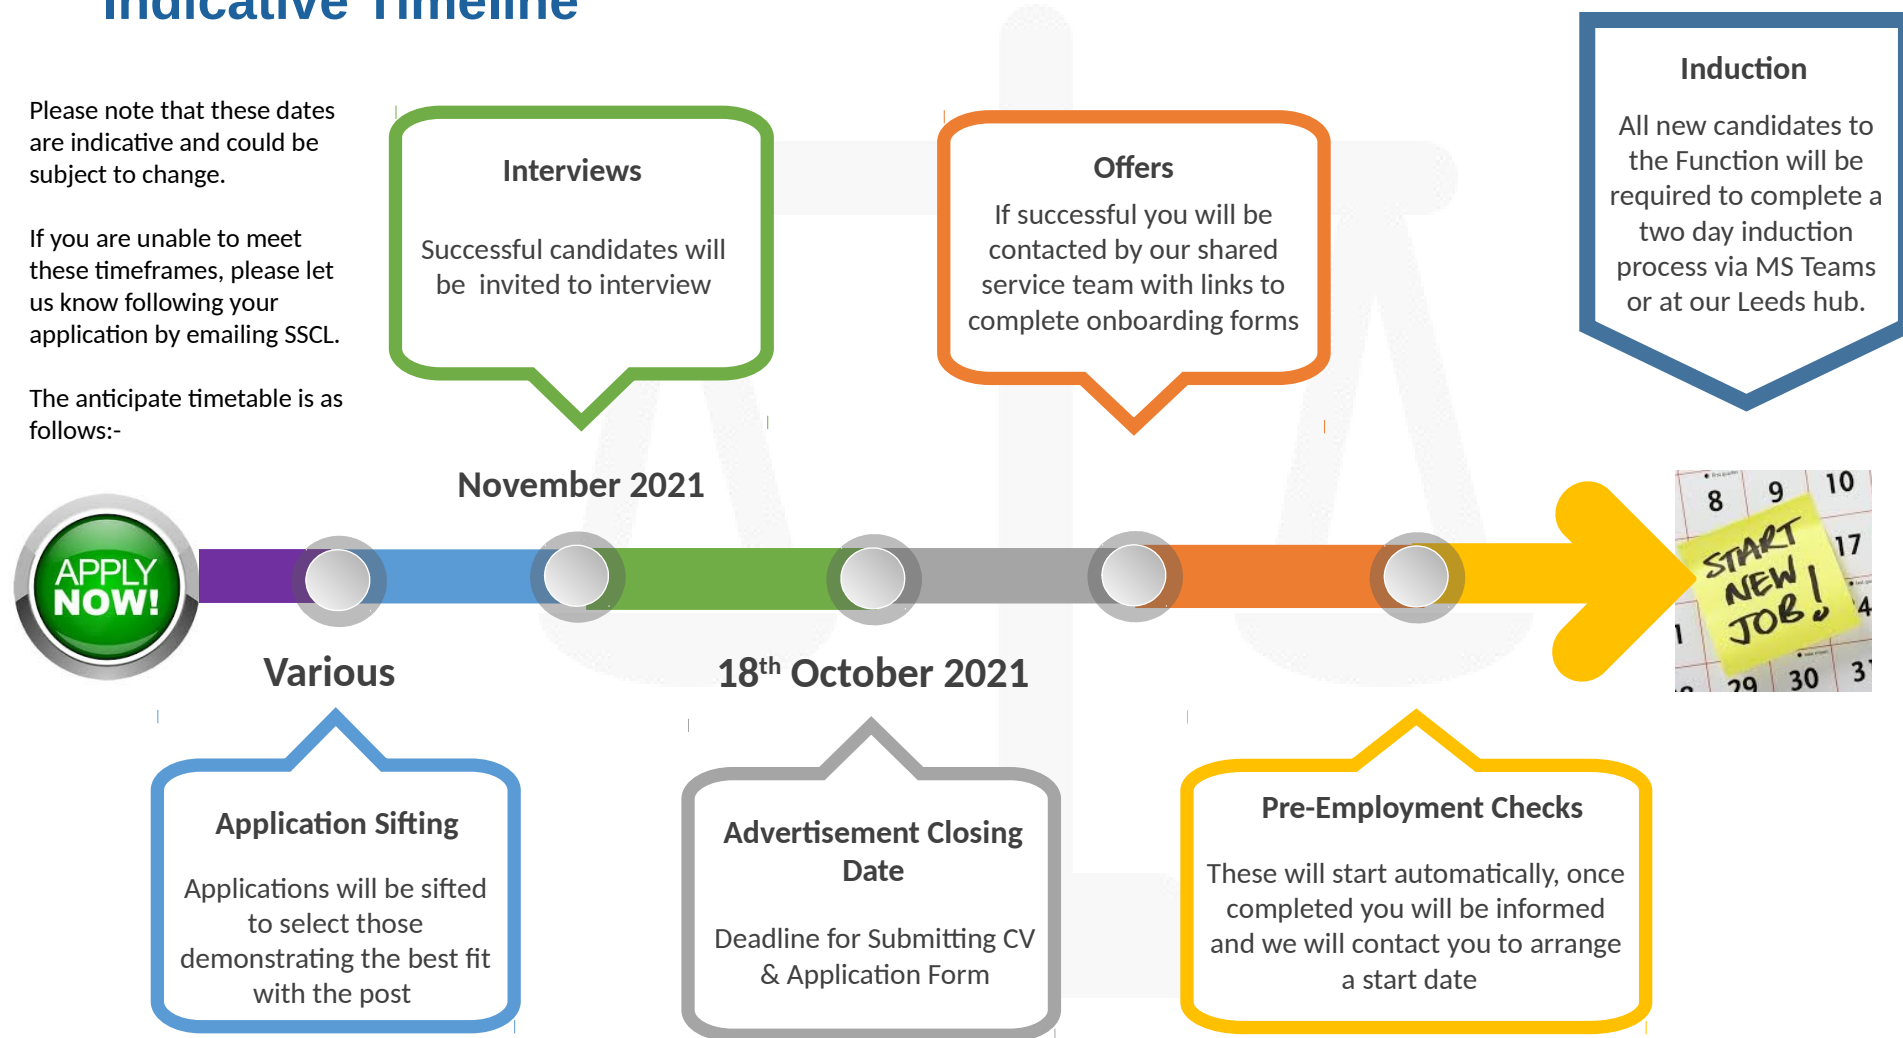 Indicative Timeline
Please note that these dates
are indicative and could be
subject to change.
If you are unable to meet
these timeframes, please let
us know following your
application by emailing SSCL.
The anticipate timetable is as
follows:-
Interviews
Successful candidates will
be  invited to interview
November 2021
Offers
If successful you will be
contacted by our shared
service team with links to
complete onboarding forms
Induction
All new candidates to
the Function will be
required to complete a
two day induction
process via MS Teams
or at our Leeds hub.
APPLY
NOW!
8 9 10
START
NEW
JOB!
17
4
29 30 3
Various
Application Sifting
Applications will be sifted
to select those
demonstrating the best fit
with the post
18th October 2021
Advertisement Closing
Date
Deadline for Submitting CV
& Application Form
Pre-Employment Checks
These will start automatically, once
completed you will be informed
and we will contact you to arrange
a start date